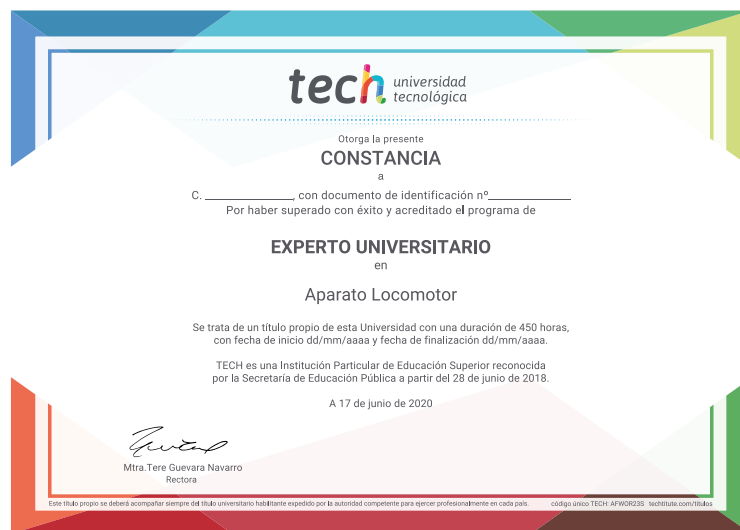 tech universidad
tecnológica
Otorga la presente
CONSTANCIA
a
C. ______________, con documento de identificación nº______________
Por haber superado con éxito y acreditado el programa de
EXPERTO UNIVERSITARIO
en
Aparato Locomotor
Se trata de un título propio de esta Universidad con una duración de 450 horas,
con fecha de inicio dd/mm/aaaa y fecha de finalización dd/mm/aaaa.
TECH es una Institución Particular de Educación Superior reconocida
por la Secretaría de Educación Pública a partir del 28 de junio de 2018.
A 17 de junio de 2020
Mtra.Tere Guevara Navarro
Rectora
Este título propio se deberá acompañar siempre del título universitario habilitante expedido por la autoridad competente para ejercer profesionalmente en cada país. código único TECH: AFWOR23S techtitute.com/titulos